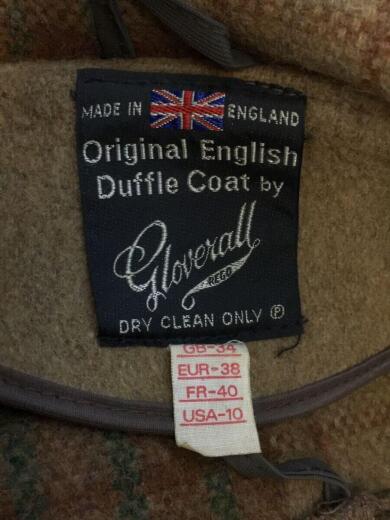 MADE IN ENGLAND
Original English
Duffle Coat by
Gloverall
REGD
DRY CLEAN ONLY Ⓟ
GB-34
EUR-38
FR-40
USA-10